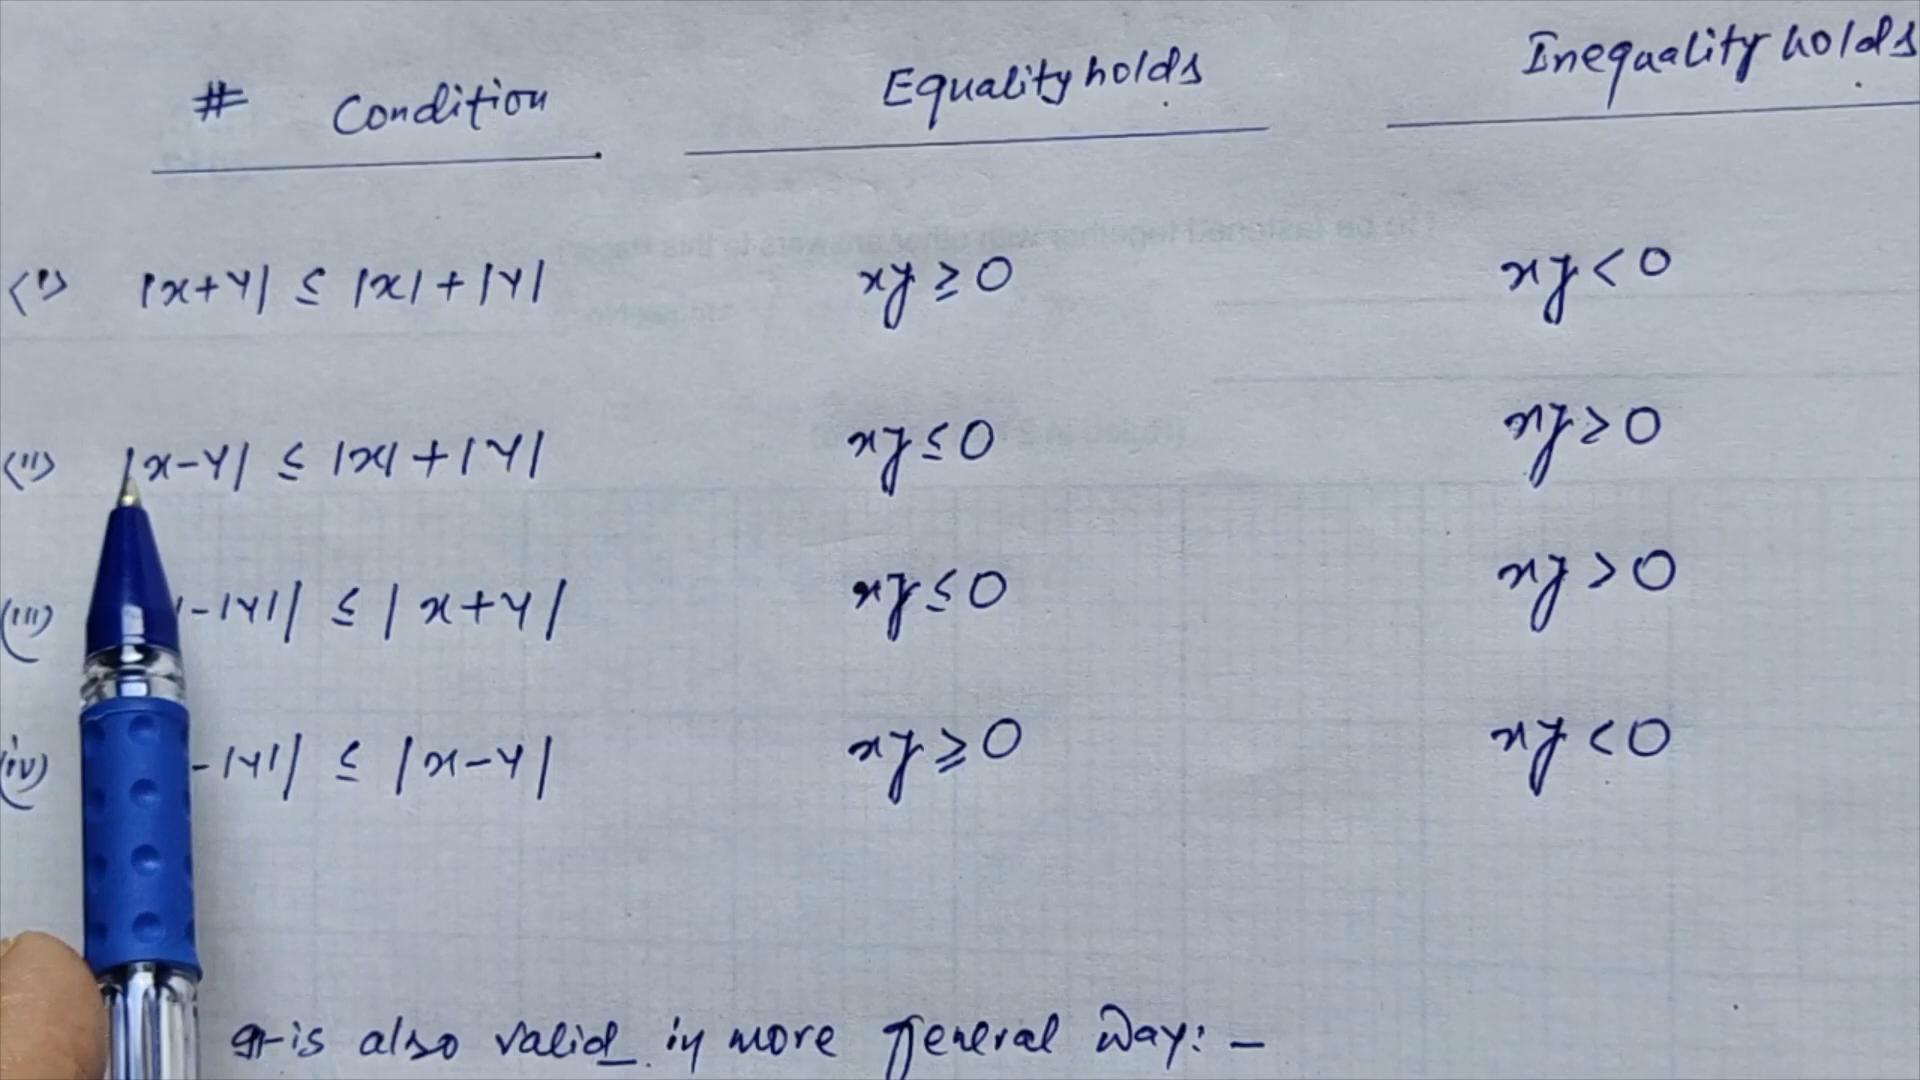 # Condition Equality holds Inequality holds
(i) |x+y| ≤ |x|+|y| xy ≥ 0 xy < 0
(ii) |x-y| ≤ |x|+|y| xy ≤ 0 xy > 0
(iii) -|y|| ≤ |x+y| xy ≤ 0 xy > 0
(iv) -|y|| ≤ |x-y| xy ≥ 0 xy < 0
It is also valid in more general way: -